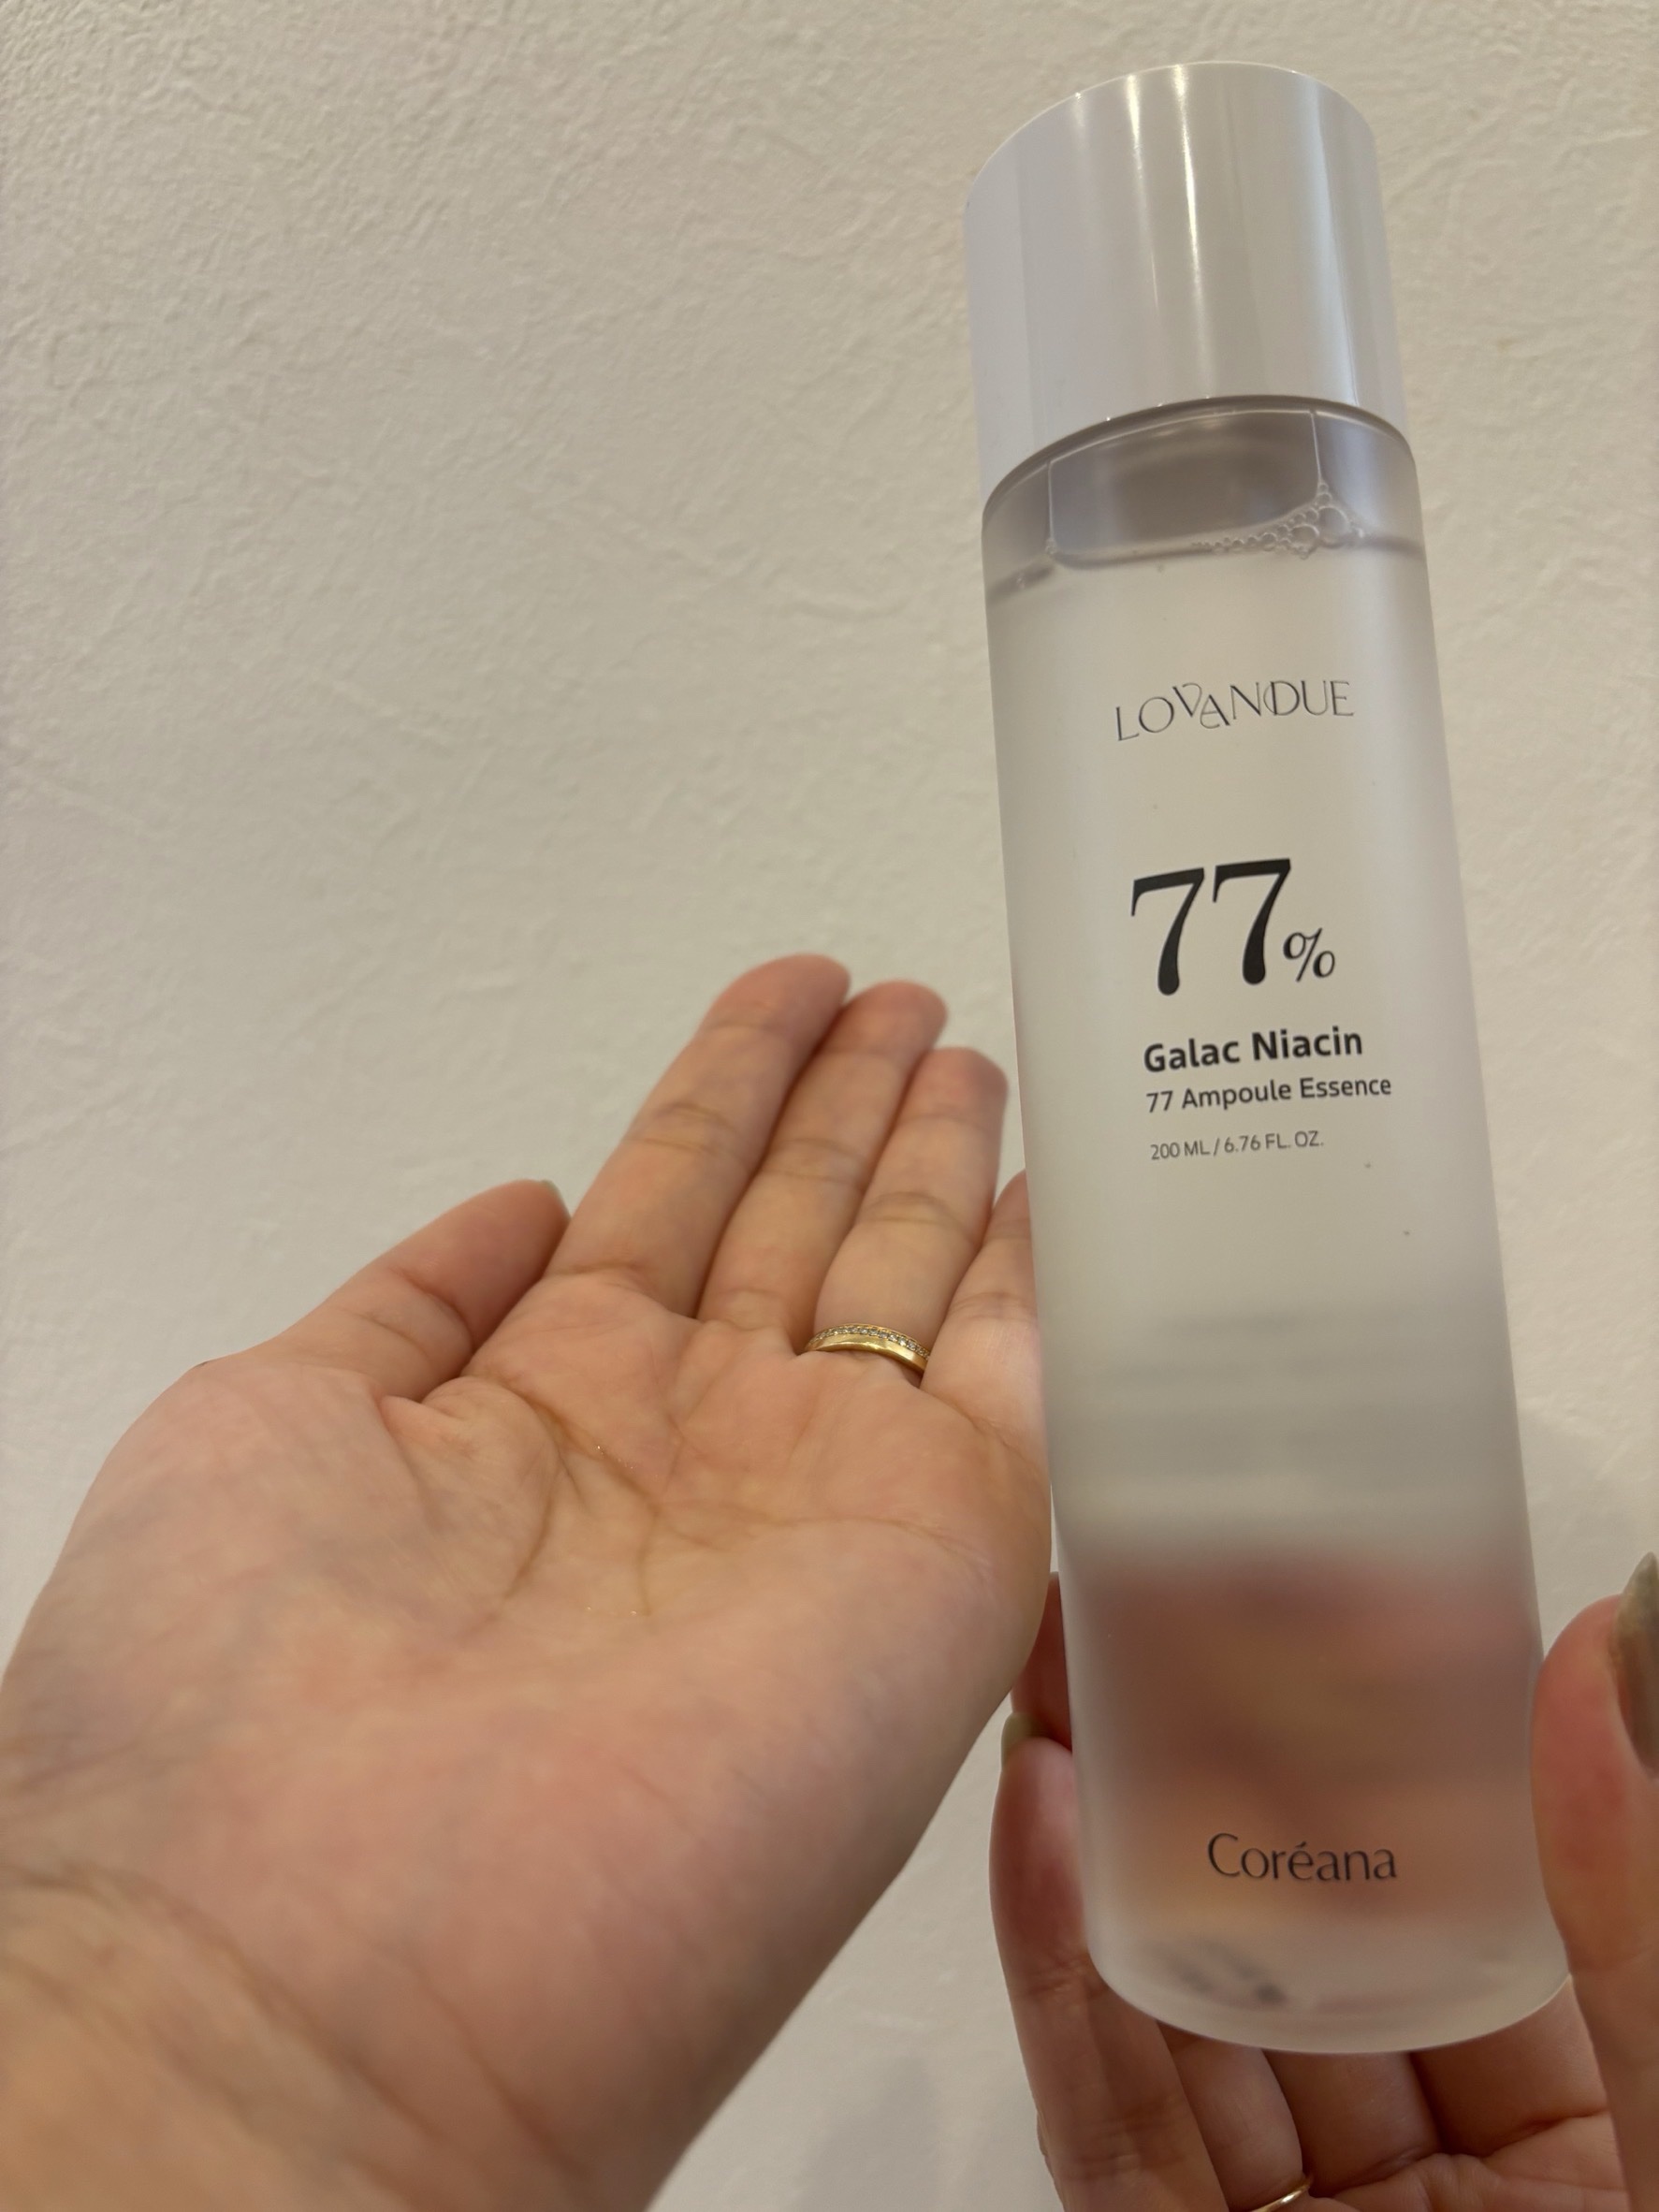 LOVANDUE
77%
Galac Niacin
77 Ampoule Essence
200 ML / 6.76 FL. OZ.
Coréana